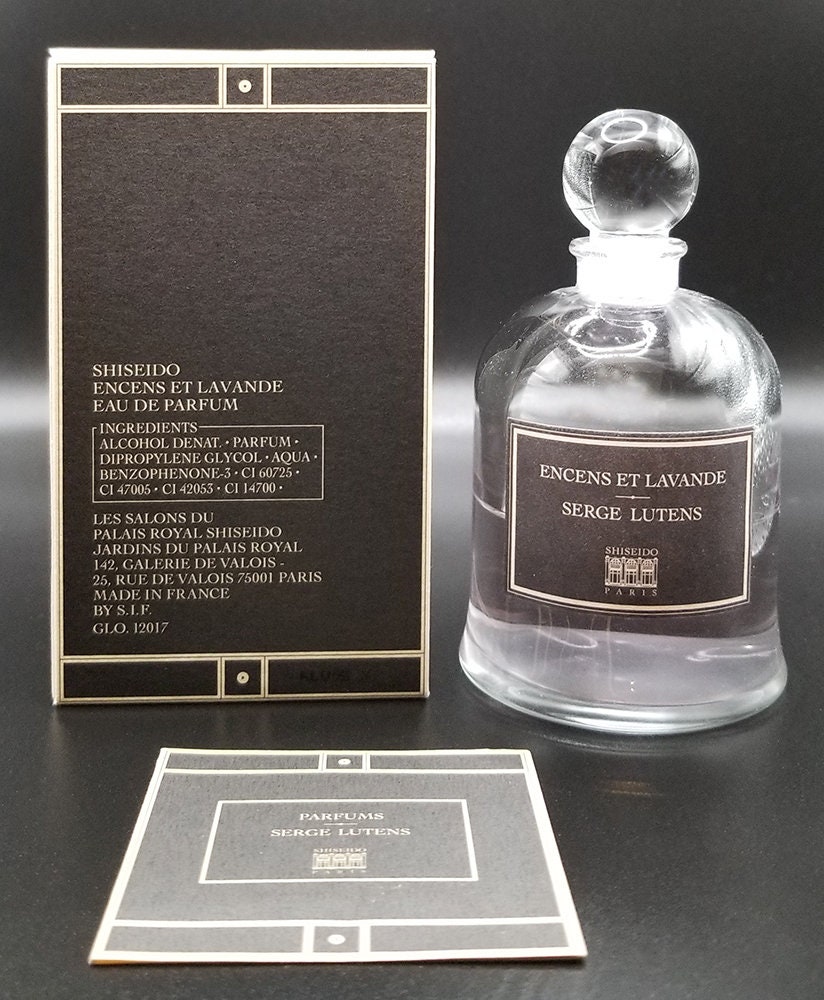 SHISEIDO
ENCENS ET LAVANDE
EAU DE PARFUM
INGREDIENTS
ALCOHOL DENAT. • PARFUM •
DIPROPYLENE GLYCOL • AQUA •
BENZOPHENONE-3 • CI 60725 •
CI 47005 • CI 42053 • CI 14700 •
LES SALONS DU
PALAIS ROYAL SHISEIDO
JARDINS DU PALAIS ROYAL
142, GALERIE DE VALOIS -
25, RUE DE VALOIS 75001 PARIS
MADE IN FRANCE
BY S.I.F.
GLO. 12017
ENCENS ET LAVANDE
SERGE LUTENS
SHISEIDO
PARIS
PARFUMS
SERGE LUTENS
SHISEIDO
PARIS